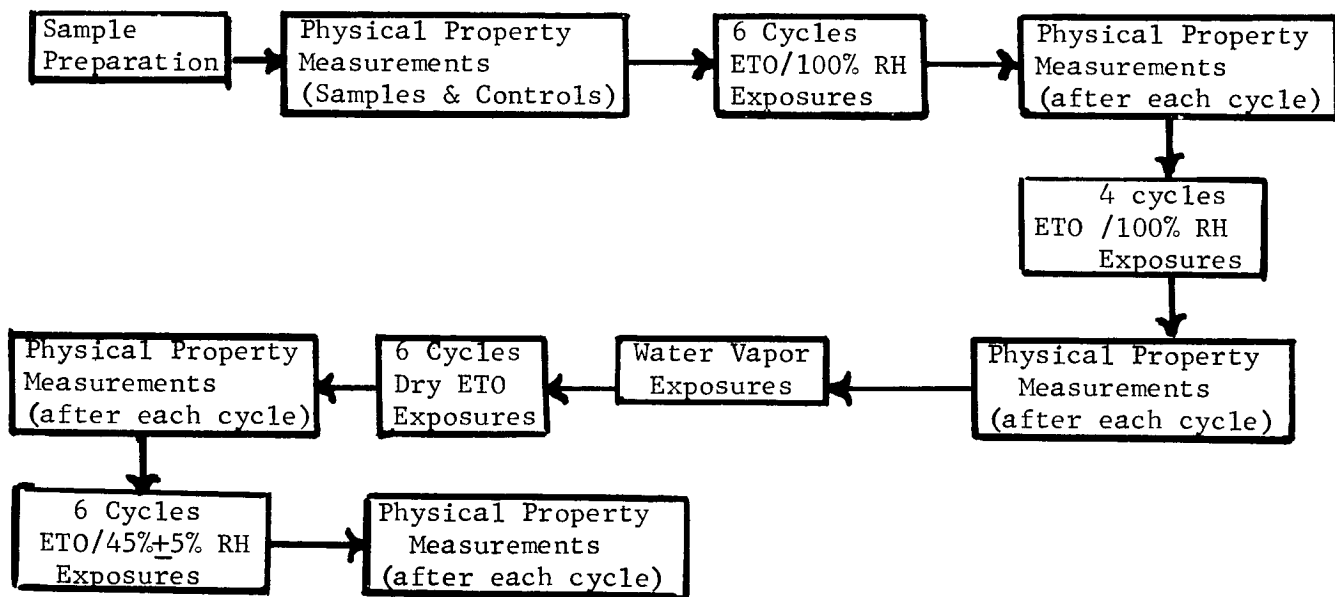 Sample
Preparation
Physical Property
Measurements
(Samples & Controls)
6 Cycles
ETO/100% RH
Exposures
Physical Property
Measurements
(after each cycle)
4 cycles
ETO /100% RH
Exposures
Physical Property
Measurements
(after each cycle)
Water Vapor
Exposures
6 Cycles
Dry ETO
Exposures
Physical Property
Measurements
(after each cycle)
6 Cycles
ETO/45%±5% RH
Exposures
Physical Property
Measurements
(after each cycle)